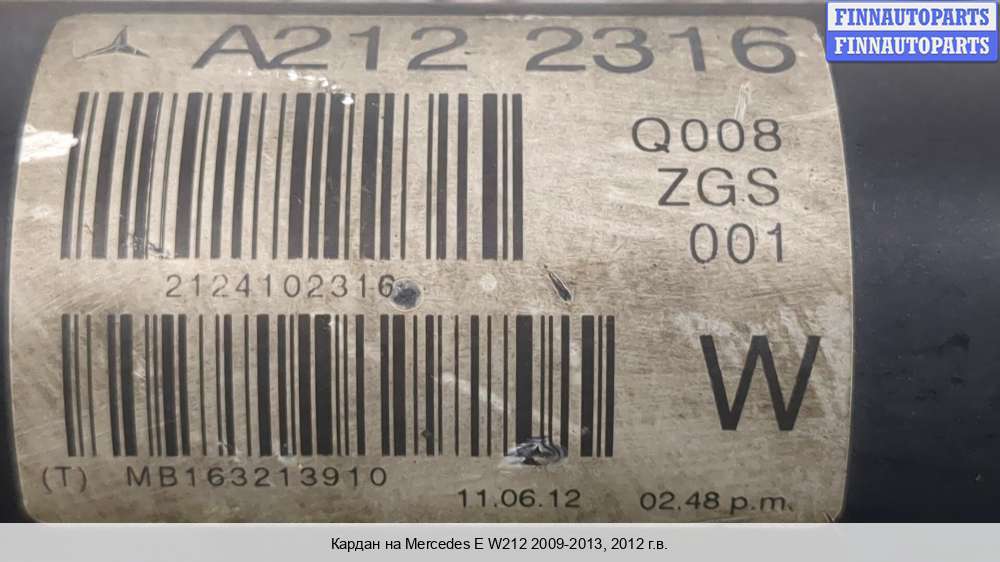 FINNAUTOPARTS
FINNAUTOPARTS
A212 2316
Q008
ZGS
001
2124102316
W
(T) MB163213910
11.06.12 02.48 p.m.
Кардан на Mercedes E W212 2009-2013, 2012 г.в.